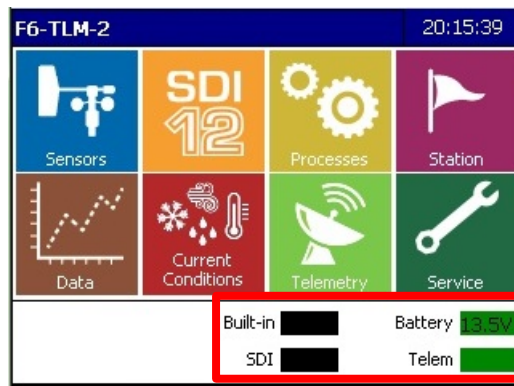 F6-TLM-2 20:15:39
SDI
12
Sensors Processes Station
Data Current
Conditions Telemetry Service
Built-in Battery 13.5V
SDI Telem